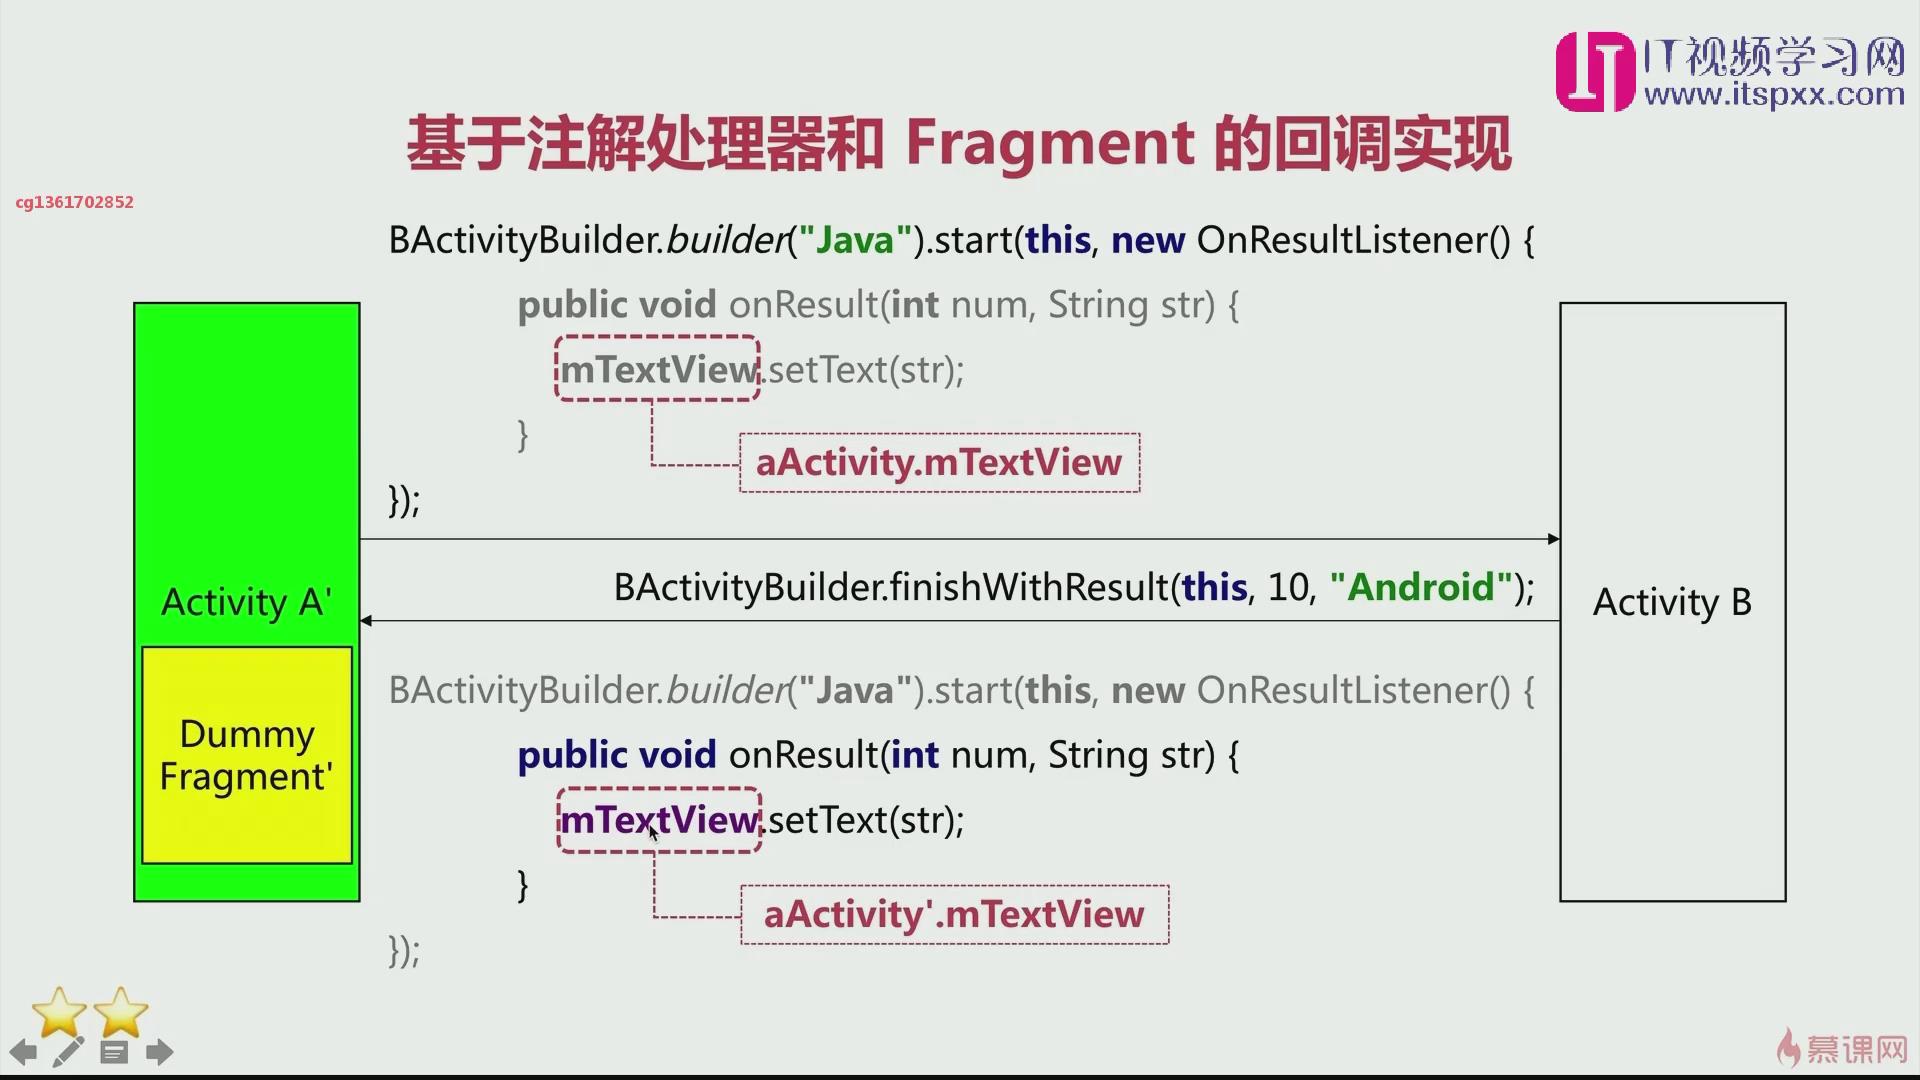 IT视频学习网
www.itspxx.com
基于注解处理器和 Fragment 的回调实现
cg1361702852
BActivityBuilder.builder("Java").start(this, new OnResultListener() {
public void onResult(int num, String str) {
mTextView.setText(str);
}
aActivity.mTextView
});
BActivityBuilder.finishWithResult(this, 10, "Android");
Activity A'
Activity B
BActivityBuilder.builder("Java").start(this, new OnResultListener() {
Dummy
Fragment'
public void onResult(int num, String str) {
mTextView.setText(str);
}
aActivity'.mTextView
});
慕课网